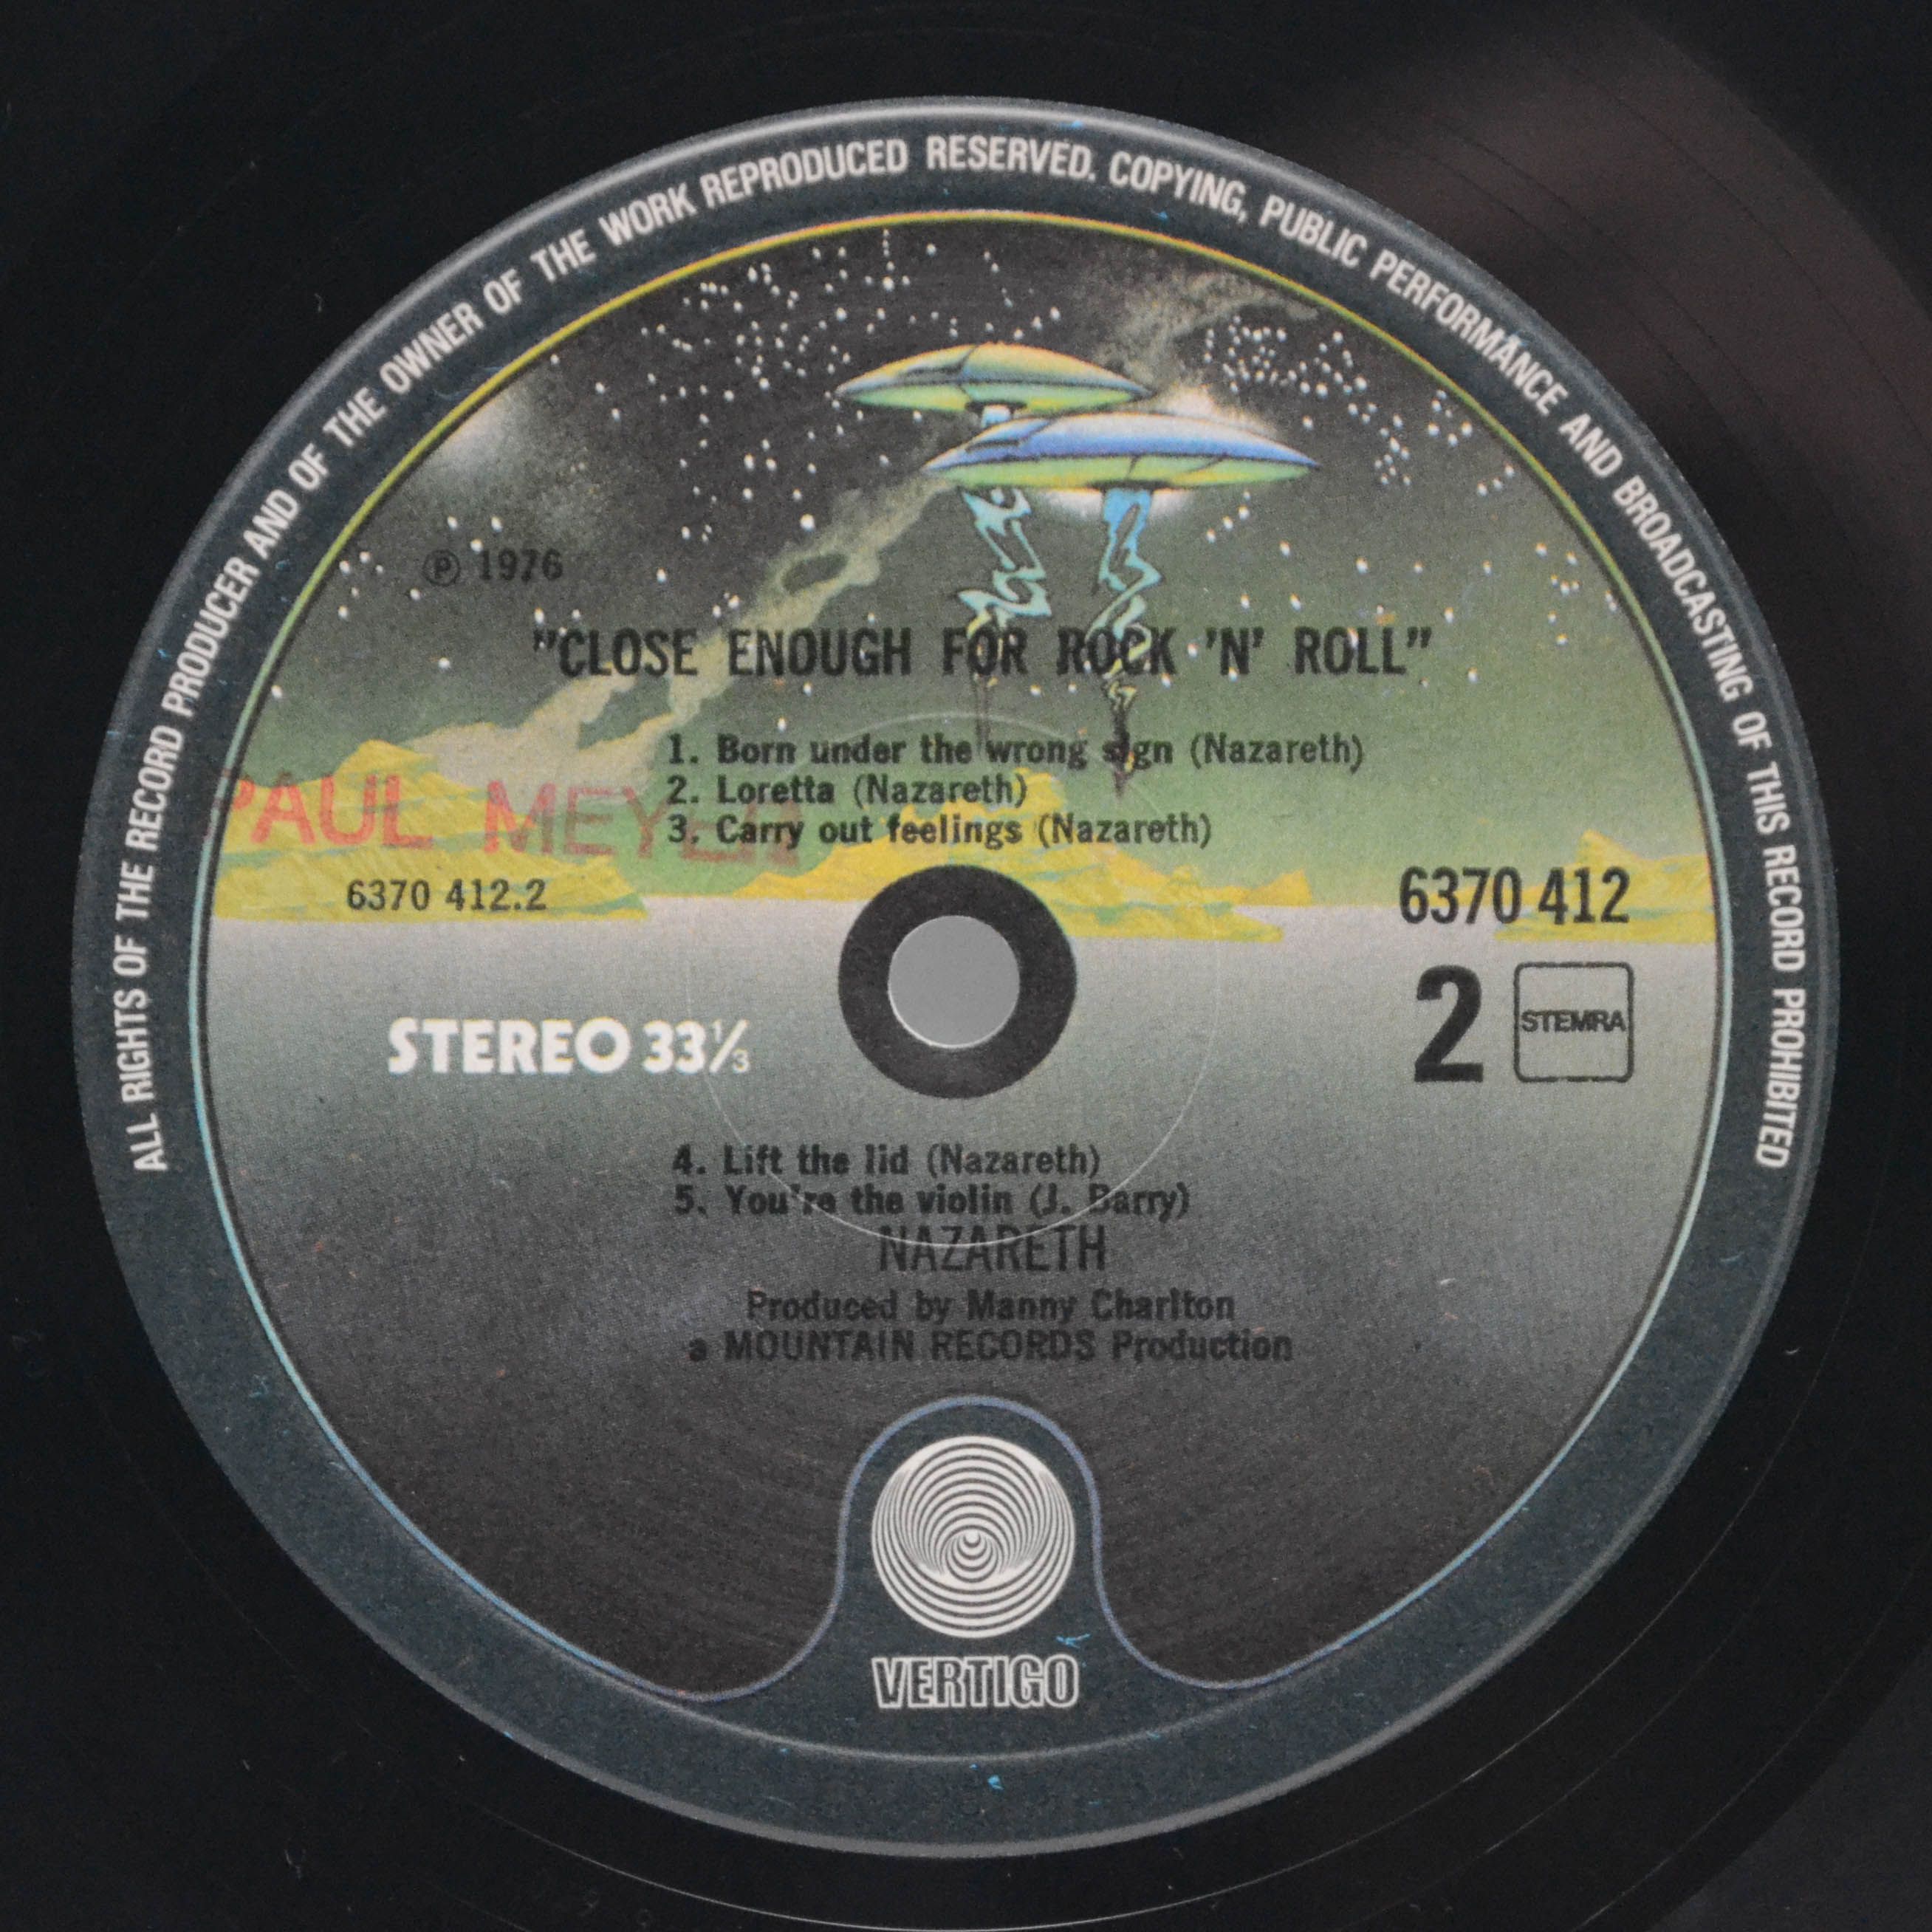 ALL RIGHTS OF THE RECORD PRODUCER AND OF THE OWNER OF THE WORK REPRODUCED RESERVED. COPYING, PUBLIC PERFORMANCE AND BROADCASTING OF THIS RECORD PROHIBITED
℗ 1976
"CLOSE ENOUGH FOR ROCK 'N' ROLL"
1. Born under the wrong sign (Nazareth)
2. Loretta (Nazareth)
3. Carry out feelings (Nazareth)
PAUL MEYER
6370 412.2
6370 412
STEREO 33⅓
2
STEMRA
4. Lift the lid (Nazareth)
5. You're the violin (J. Barry)
NAZARETH
Produced by Manny Charlton
a MOUNTAIN RECORDS Production
VERTIGO